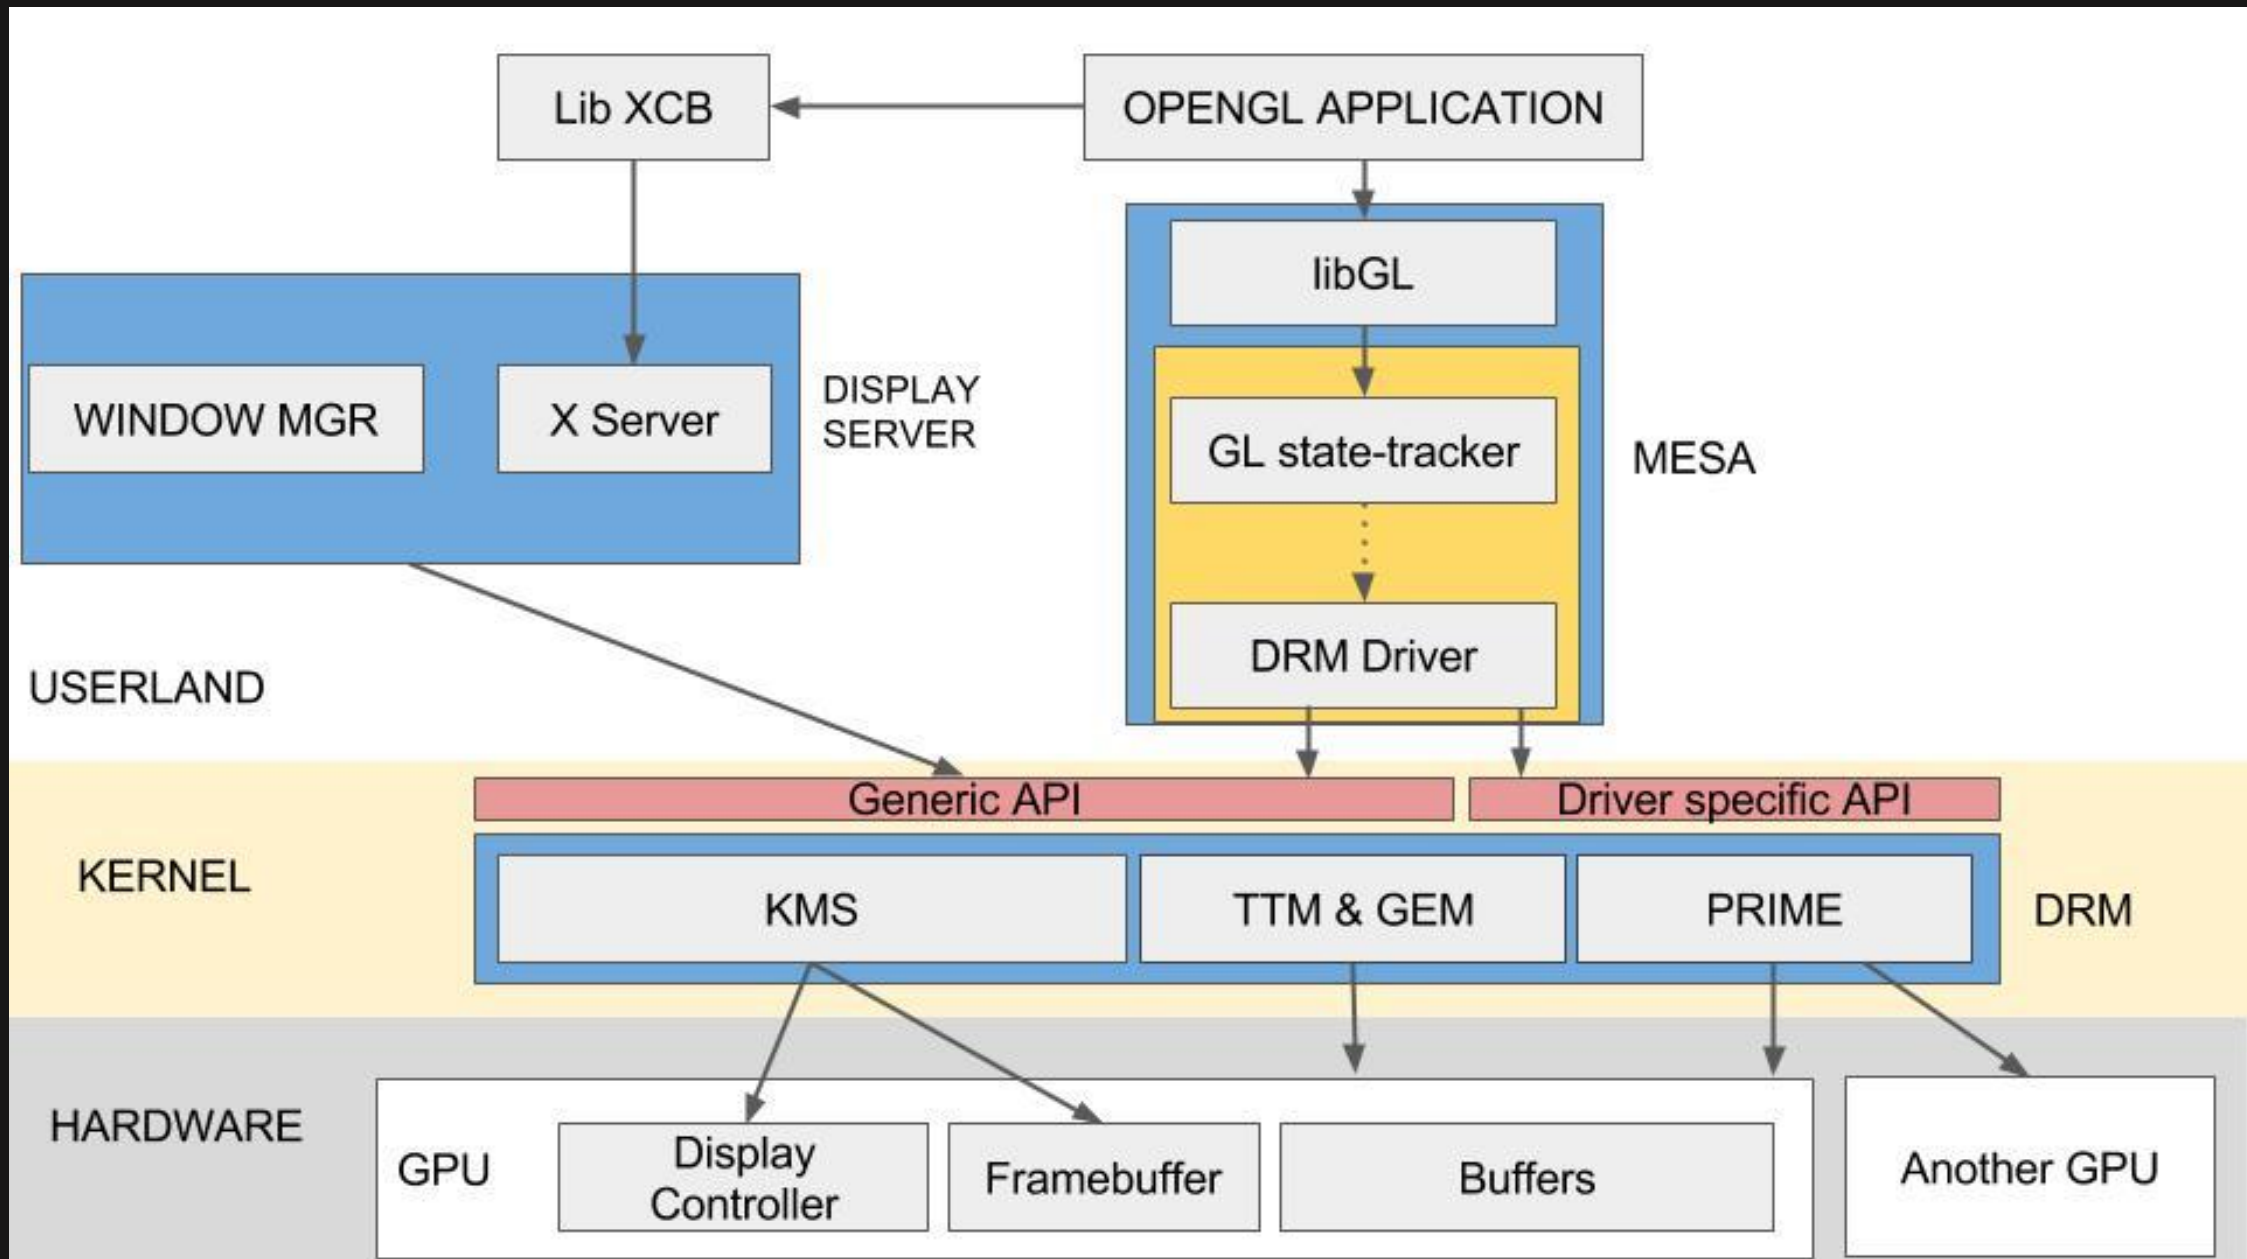 Lib XCB
OPENGL APPLICATION
libGL
WINDOW MGR
X Server
DISPLAY
SERVER
GL state-tracker
MESA
DRM Driver
USERLAND
Generic API
Driver specific API
KERNEL
KMS
TTM & GEM
PRIME
DRM
HARDWARE
GPU
Display
Controller
Framebuffer
Buffers
Another GPU